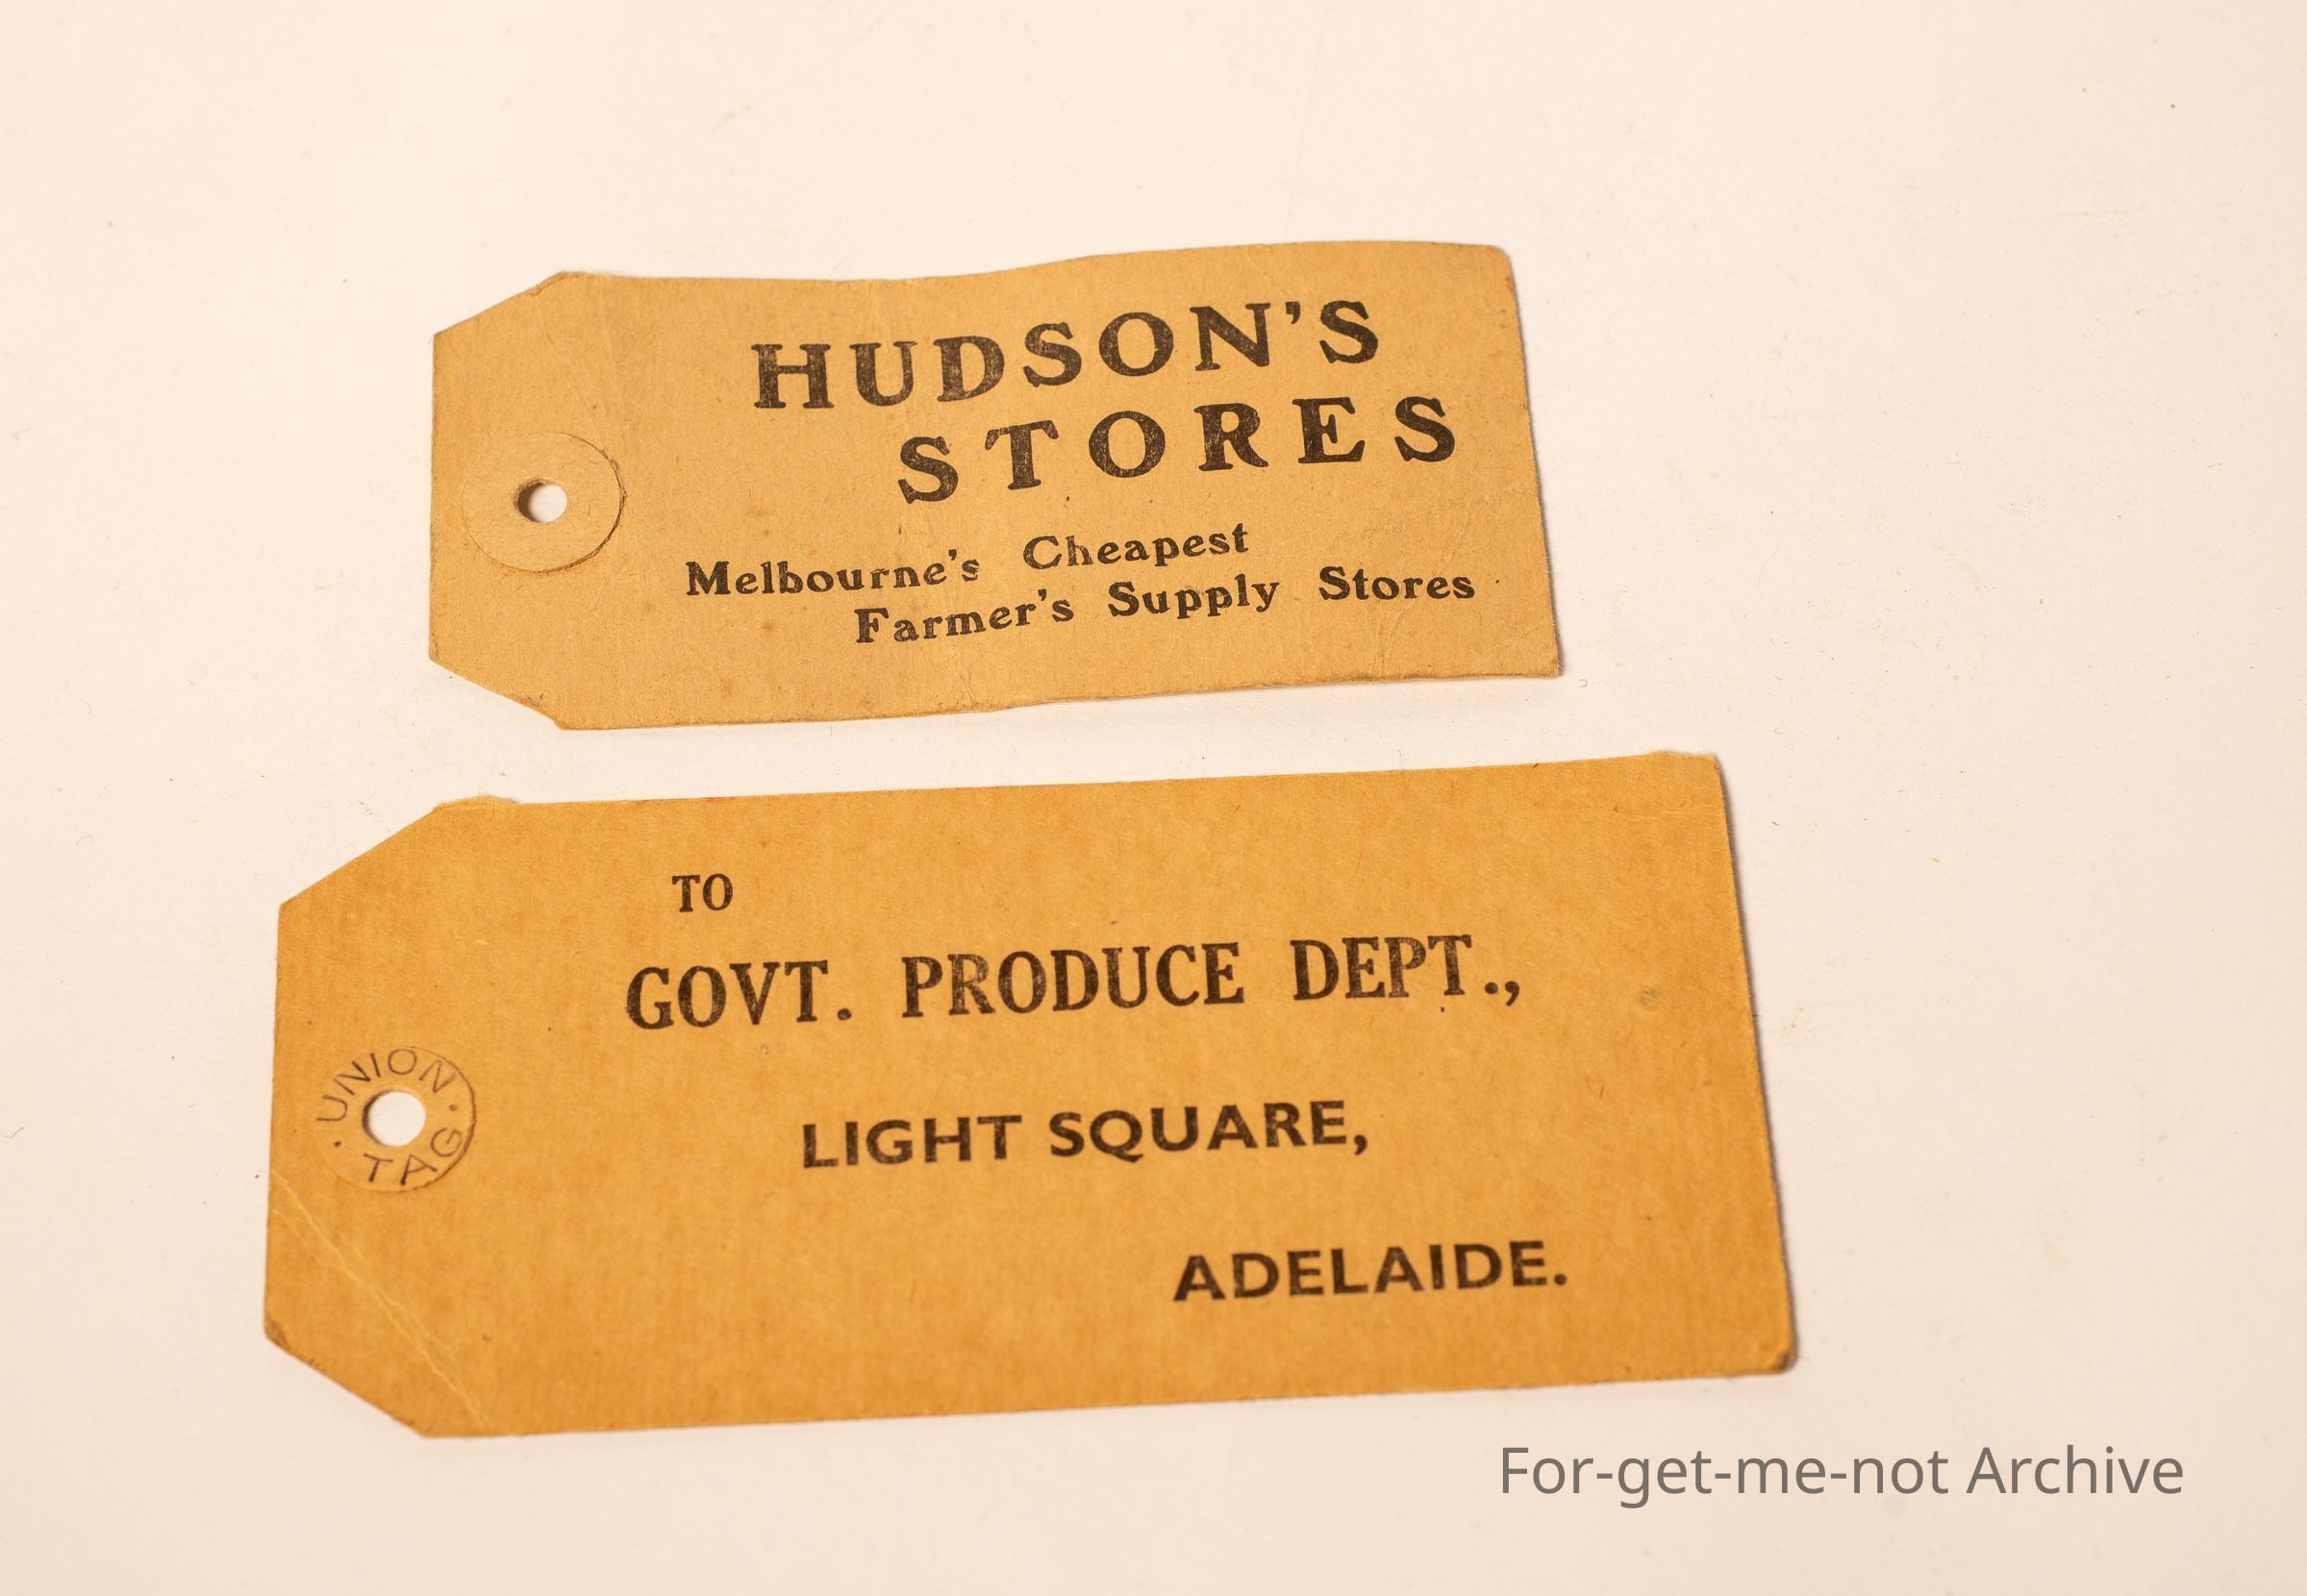 HUDSON'S
STORES
Melbourne's Cheapest
Farmer's Supply Stores
TO
GOVT. PRODUCE DEPT.,
LIGHT SQUARE,
ADELAIDE.
· UNION ·
TAG
For-get-me-not Archive